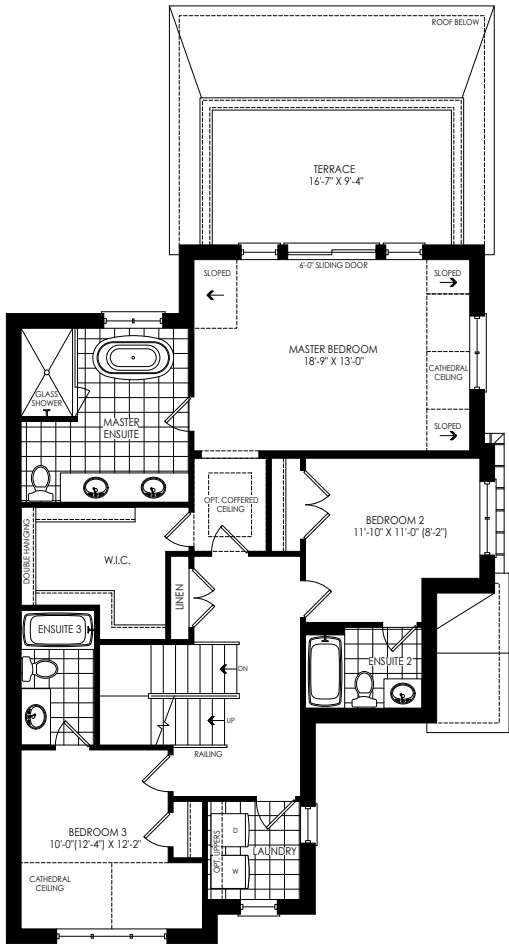 ROOF BELOW
TERRACE
16'-7" X 9'-4"
6'-0" SLIDING DOOR
SLOPED
SLOPED
MASTER BEDROOM
18'-9" X 13'-0"
CATHEDRAL
CEILING
SLOPED
GLASS
SHOWER
MASTER
ENSUITE
OPT. COFFERED
CEILING
BEDROOM 2
11'-10" X 11'-0" (8'-2")
DOUBLE HANGING
W.I.C.
LINEN
ENSUITE 3
ENSUITE 2
DN
UP
RAILING
BEDROOM 3
10'-0"(12'-4") X 12'-2"
OPT. UPPERS
D
LAUNDRY
W
CATHEDRAL
CEILING